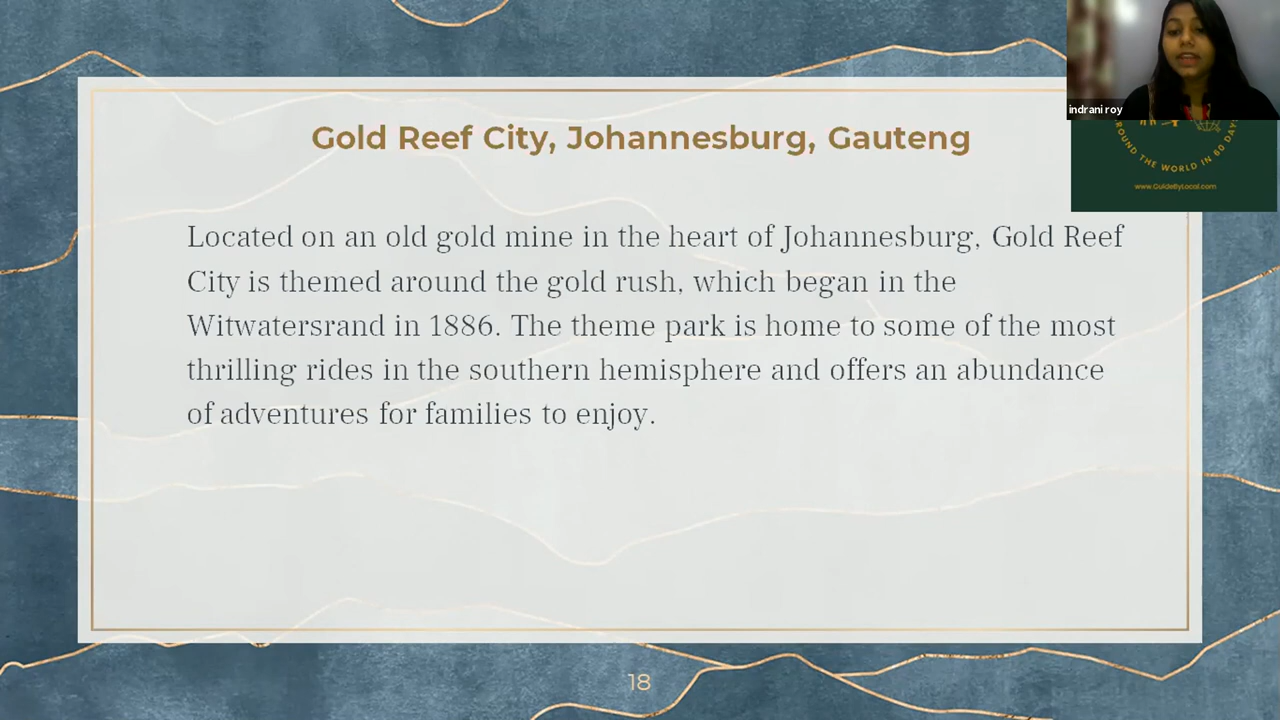 Gold Reef City, Johannesburg, Gauteng
Located on an old gold mine in the heart of Johannesburg, Gold Reef
City is themed around the gold rush, which began in the
Witwatersrand in 1886. The theme park is home to some of the most
thrilling rides in the southern hemisphere and offers an abundance
of adventures for families to enjoy.
18
indrani roy
ROUND THE WORLD IN 80 DAYS
www.GuideByLocal.com